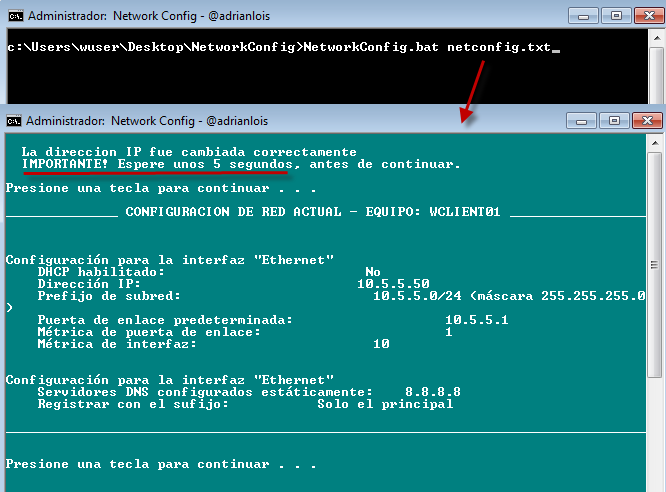 Administrador: Network Config - @adrianlois
c:\Users\wuser\Desktop\NetworkConfig>NetworkConfig.bat netconfig.txt_
Administrador: Network Config - @adrianlois
La direccion IP fue cambiada correctamente
IMPORTANTE! Espere unos 5 segundos, antes de continuar.
Presione una tecla para continuar . . .
____________ CONFIGURACION DE RED ACTUAL - EQUIPO: WCLIENT01 ____________
Configuración para la interfaz "Ethernet"
DHCP habilitado: No
Dirección IP: 10.5.5.50
Prefijo de subred: 10.5.5.0/24 (máscara 255.255.255.0
)
Puerta de enlace predeterminada: 10.5.5.1
Métrica de puerta de enlace: 1
Métrica de interfaz: 10
Configuración para la interfaz "Ethernet"
Servidores DNS configurados estáticamente: 8.8.8.8
Registrar con el sufijo: Solo el principal
Presione una tecla para continuar . . .